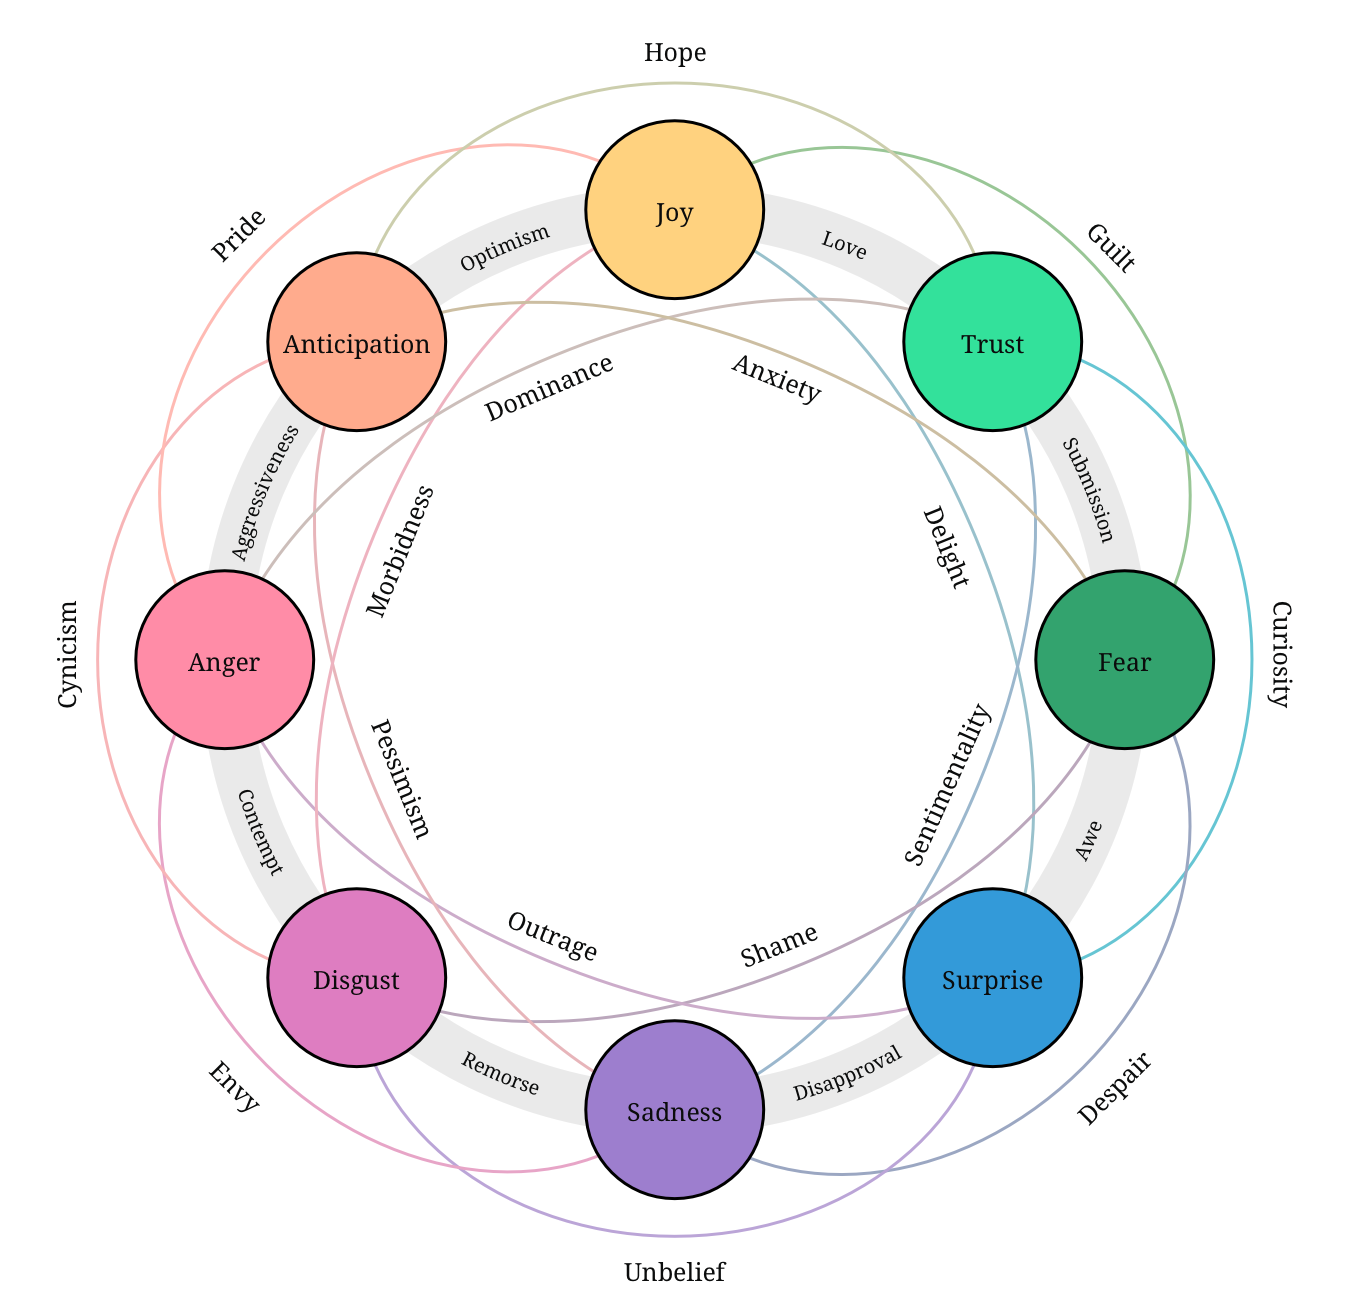 Hope
Joy
Pride
Guilt
Optimism
Love
Anticipation
Trust
Dominance
Anxiety
Aggressiveness
Submission
Morbidness
Delight
Cynicism
Anger
Fear
Curiosity
Pessimism
Sentimentality
Contempt
Awe
Outrage
Shame
Disgust
Surprise
Remorse
Disapproval
Envy
Despair
Sadness
Unbelief